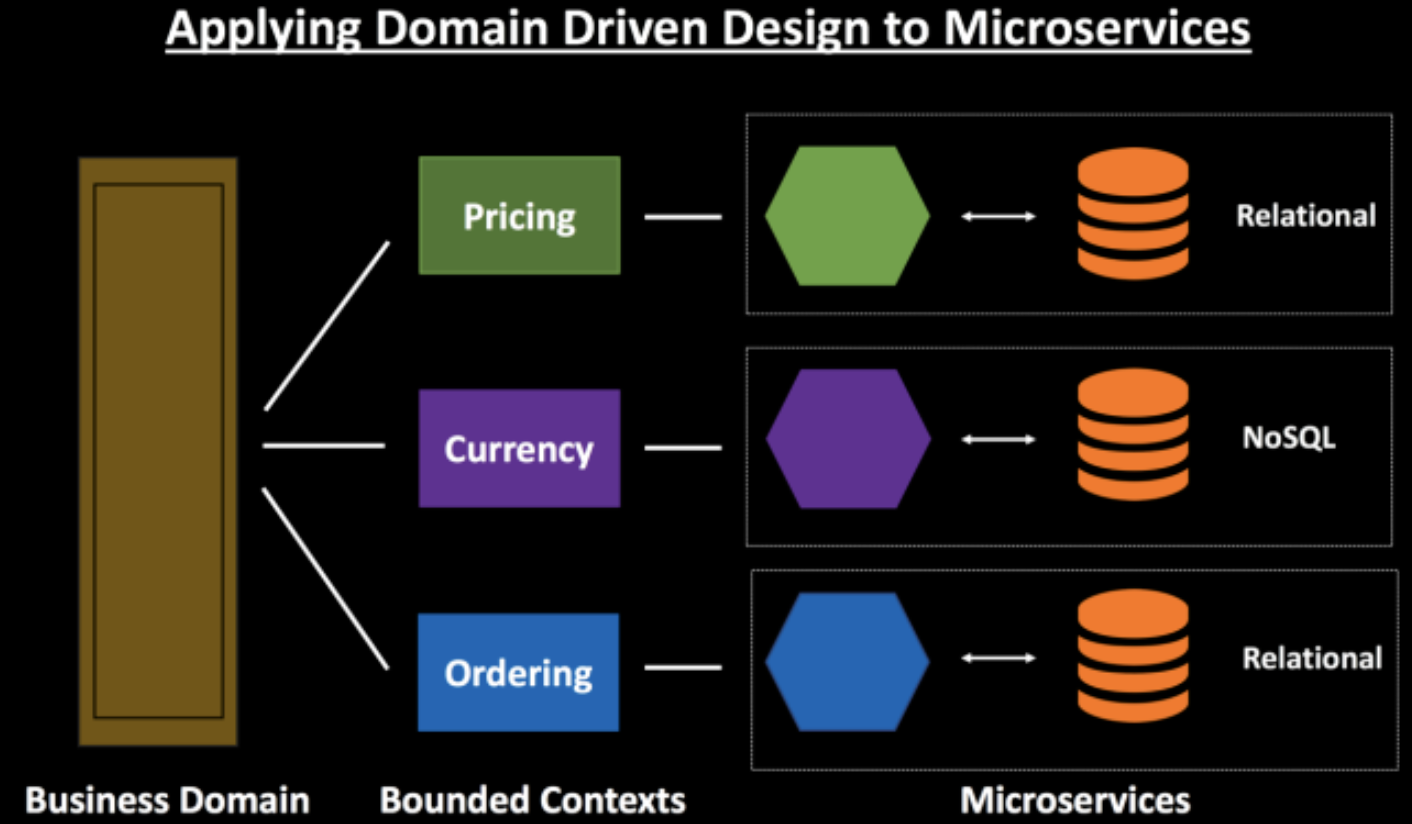 Applying Domain Driven Design to Microservices
Pricing
Relational
Currency
NoSQL
Ordering
Relational
Business Domain
Bounded Contexts
Microservices